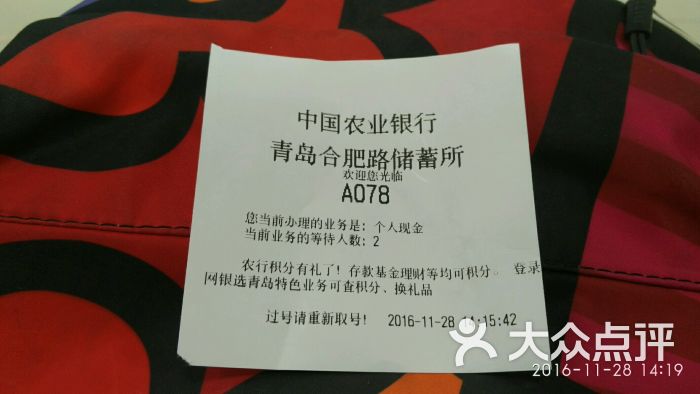 中国农业银行
青岛合肥路储蓄所
欢迎您光临
A078
您当前办理的业务是: 个人现金
当前业务的等待人数: 2
农行积分有礼了! 存款基金理财等均可积分。 登录
网银选青岛特色业务可查积分、换礼品
过号请重新取号! 2016-11-28 14:15:42
大众点评
2016-11-28 14:19